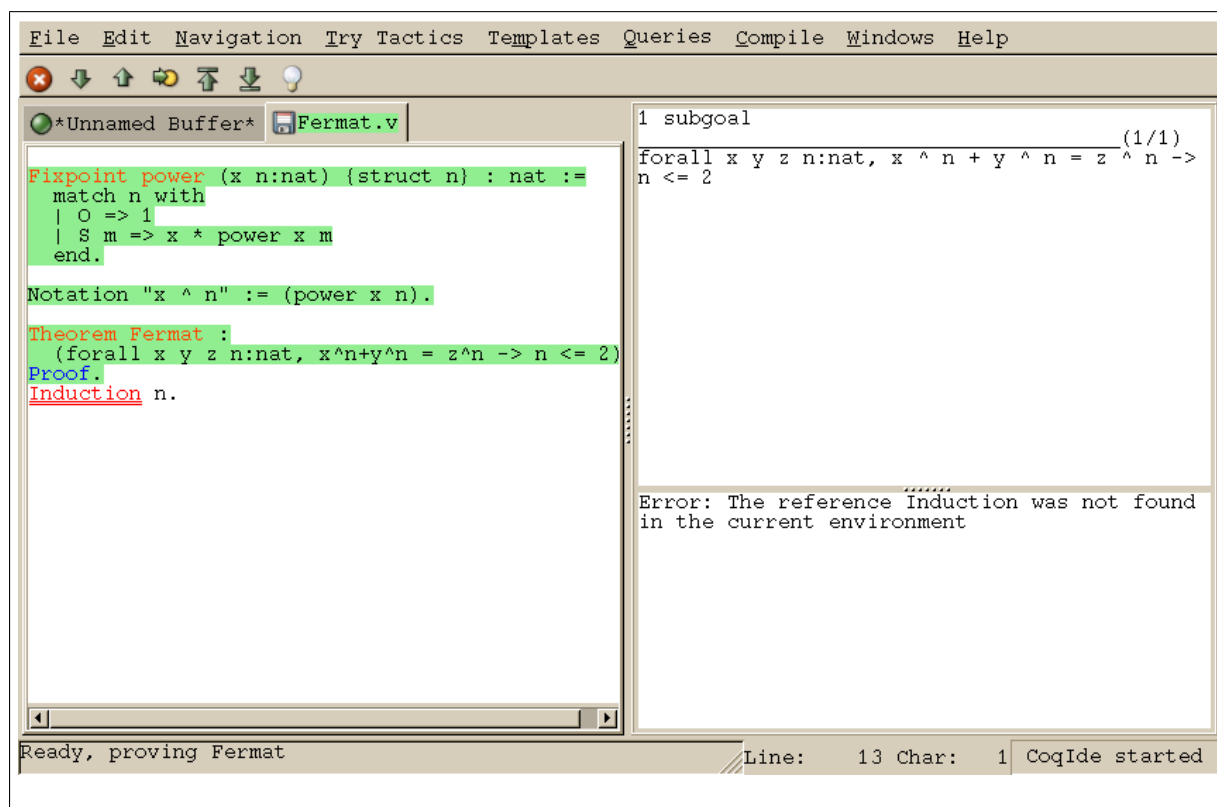 File Edit Navigation Try Tactics Templates Queries Compile Windows Help
*Unnamed Buffer* Fermat.v
Fixpoint power (x n:nat) {struct n} : nat :=
match n with
| O => 1
| S m => x * power x m
end.
Notation "x ^ n" := (power x n).
Theorem Fermat :
(forall x y z n:nat, x^n+y^n = z^n -> n <= 2)
Proof.
Induction n.
1 subgoal
(1/1)
forall x y z n:nat, x ^ n + y ^ n = z ^ n ->
n <= 2
Error: The reference Induction was not found
in the current environment
Ready, proving Fermat
Line: 13 Char: 1 CoqIde started